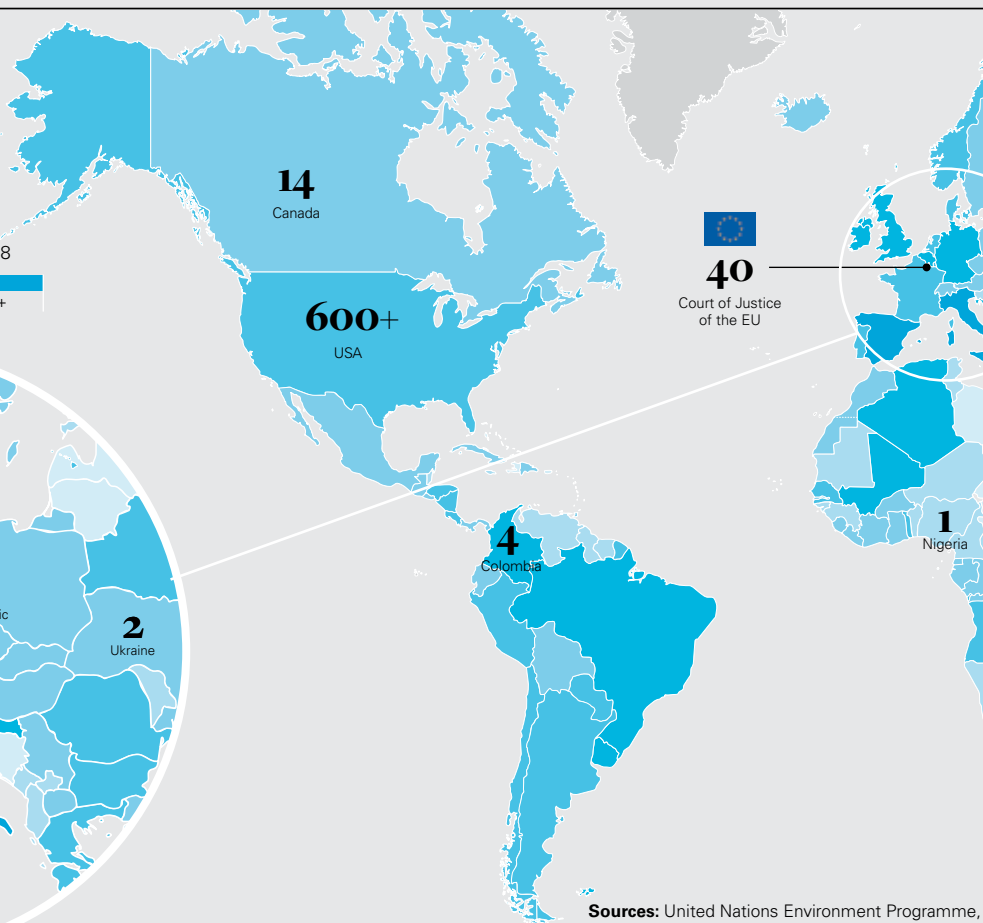 14
Canada
8
+
600+
USA
40
Court of Justice
of the EU
4
Colombia
1
Nigeria
ic
2
Ukraine
Sources: United Nations Environment Programme,